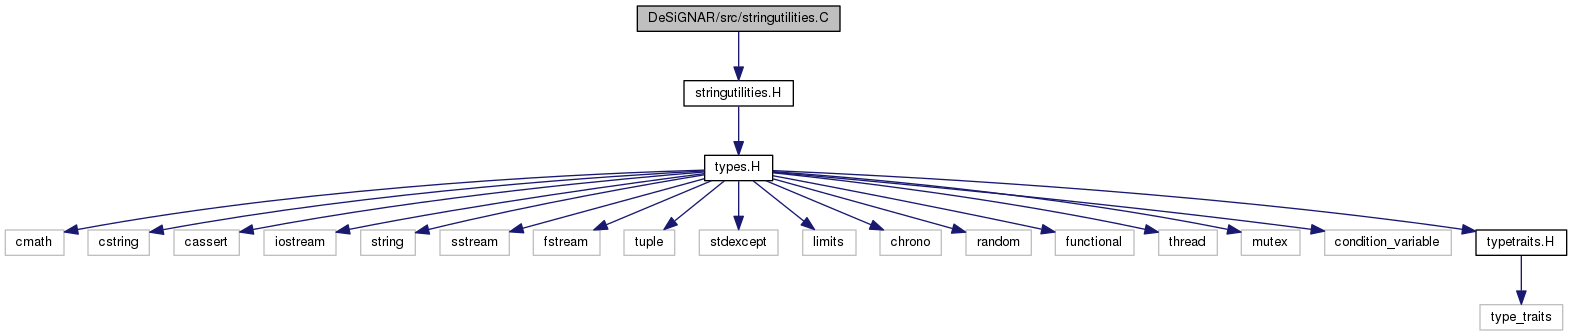 DeSiGNAR/src/stringutilities.C
stringutilities.H
types.H
cmath
cstring
cassert
iostream
string
sstream
fstream
tuple
stdexcept
limits
chrono
random
functional
thread
mutex
condition_variable
typetraits.H
type_traits